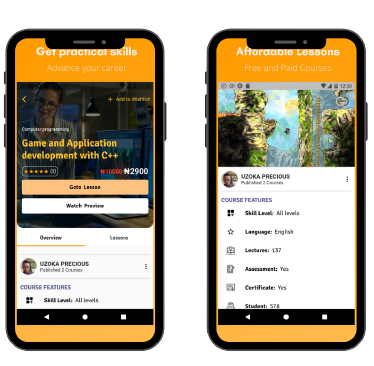 Get practical skills
Advance your career
+ Add to Wishlist
Computer programming
Game and Application
development with C++
(0)
₦10000 ₦2900
Goto Lesson
Watch Preview
Overview
Lessons
UZOKA PRECIOUS
Published 2 Courses
COURSE FEATURES
Skill Level: All levels
Affordable Lessons
Free and Paid Courses
12:30
UZOKA PRECIOUS
Published 2 Courses
COURSE FEATURES
Skill Level: All levels
Language: English
Lectures: 137
Assessment: Yes
Certificate: Yes
Student: 578